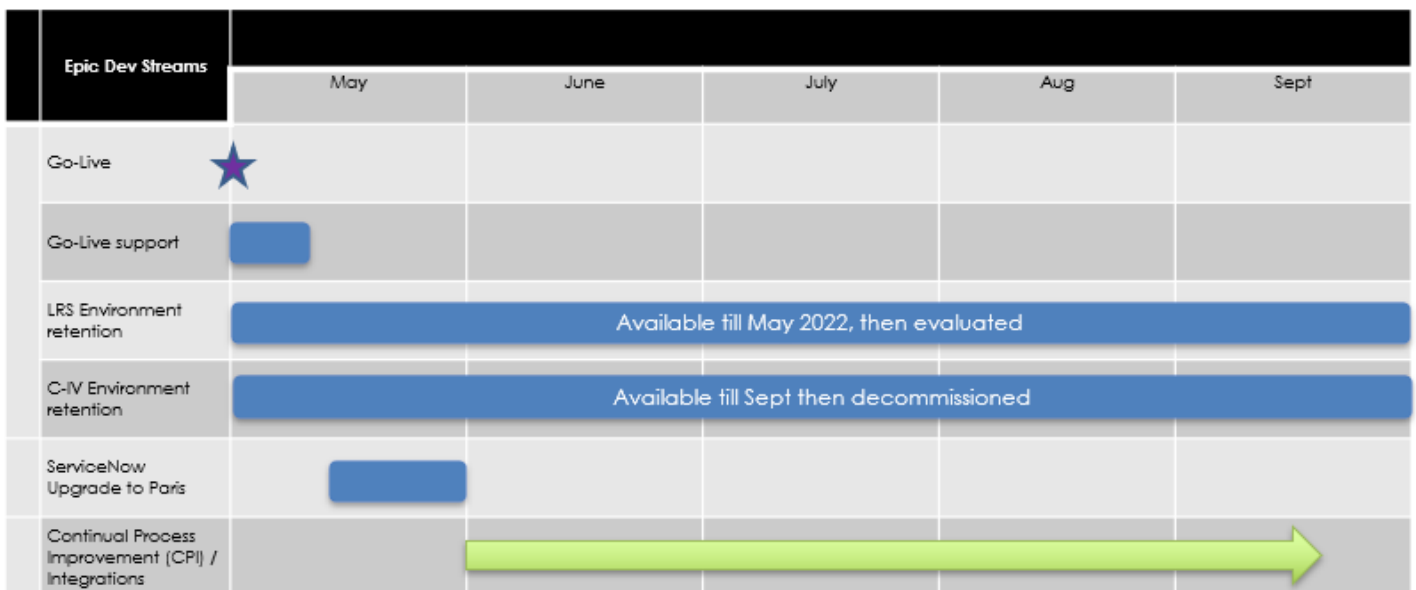 Epic Dev Streams
May
June
July
Aug
Sept
Go-Live
Go-Live support
LRS Environment
retention
Available till May 2022, then evaluated
C-IV Environment
retention
Available till Sept then decommissioned
ServiceNow
Upgrade to Paris
Continual Process
Improvement (CPI) /
Integrations